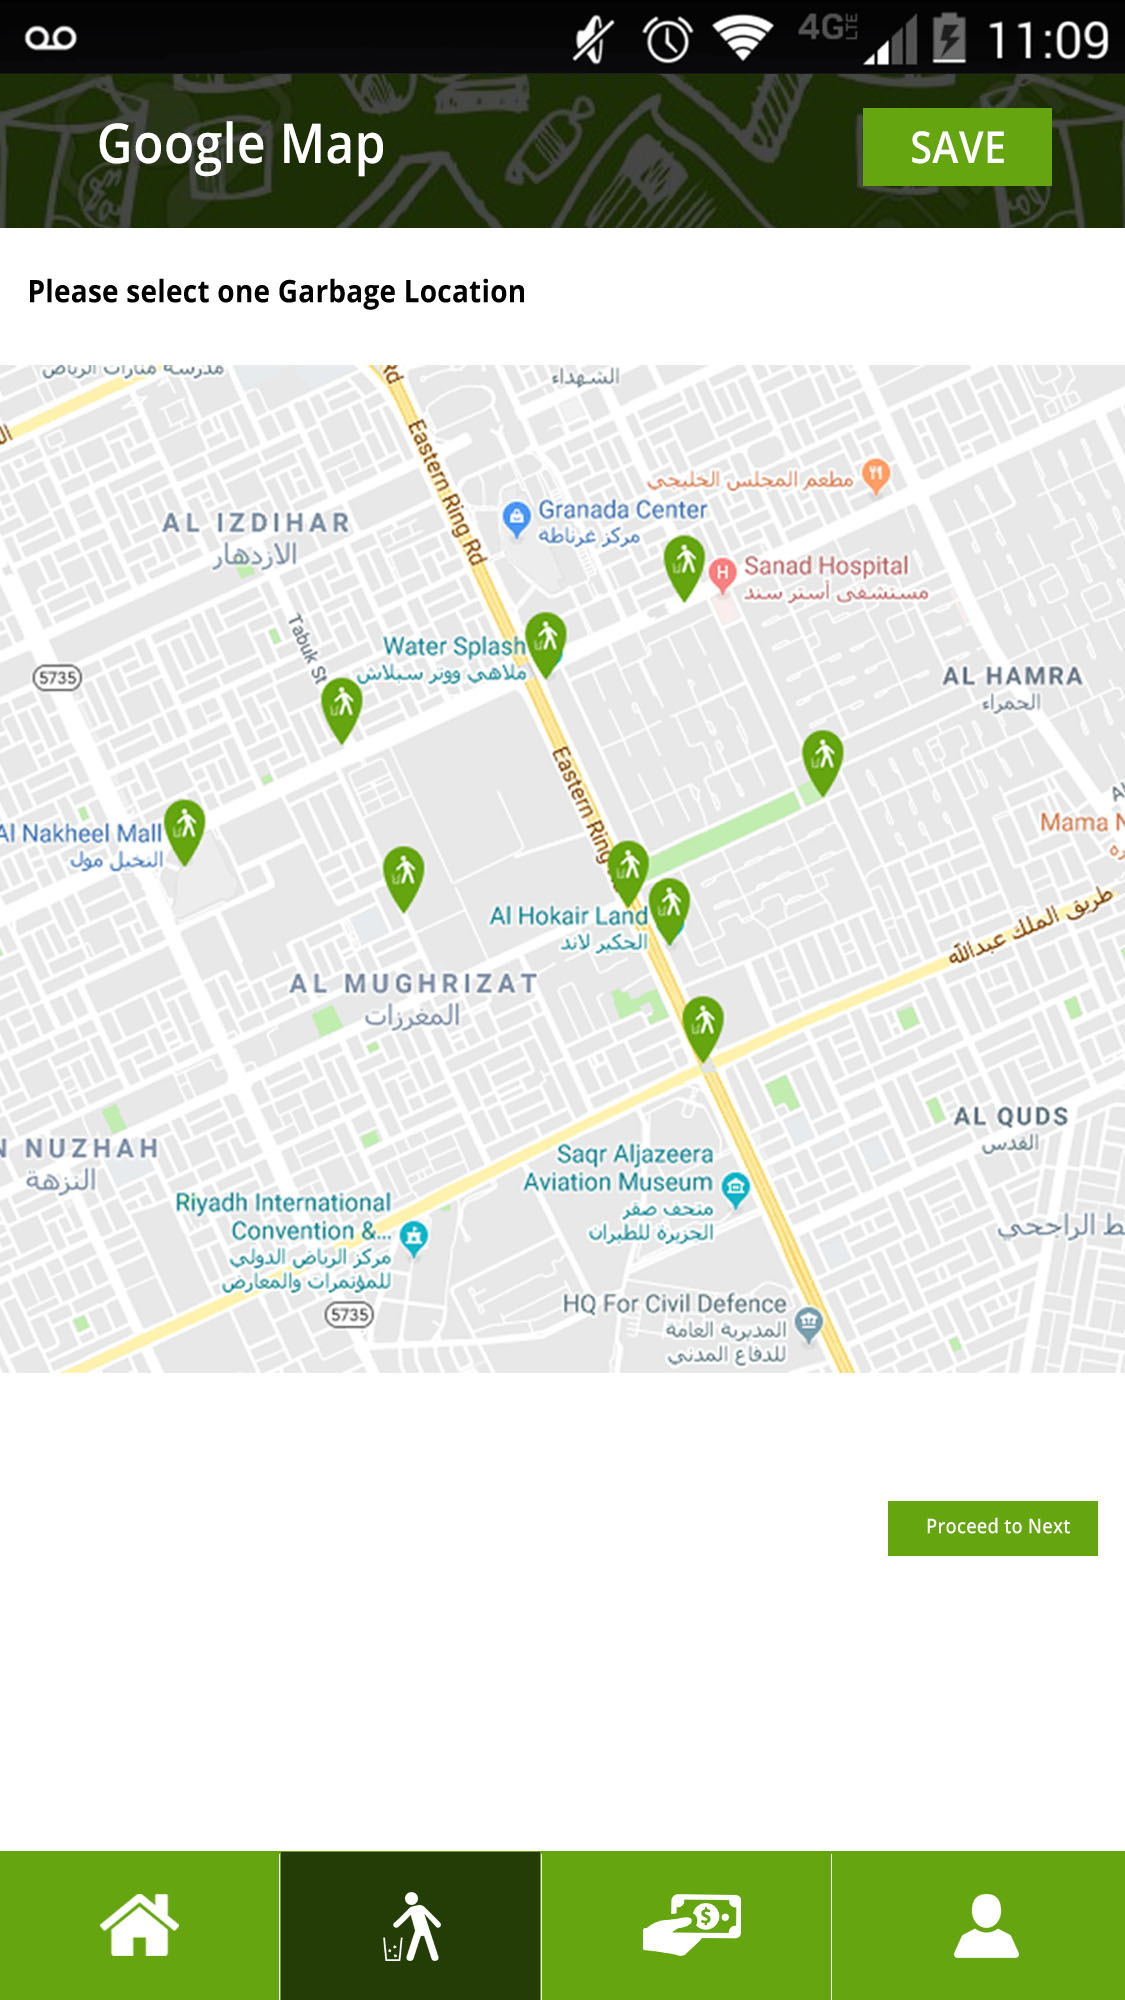 4G LTE 11:09
Google Map
SAVE
Please select one Garbage Location
مدرسة منارات الرياض
الشهداء
Rd
Eastern Ring Rd
مطعم المجلس الخليجي
Granada Center
مركز غرناطة
AL IZDIHAR
الازدهار
H
Sanad Hospital
مستشفى أستر سند
Tabuk St
Water Splash
ملاهي ووتر سبلاش
5735
AL HAMRA
الحمراء
Eastern Ring
Al Nakheel Mall
النخيل مول
Mama N
Al Hokair Land
الحكير لاند
طريق الملك عبدالله
AL MUGHRIZAT
المغرزات
AL QUDS
القدس
N NUZHAH
النزهة
Saqr Aljazeera
Aviation Museum
متحف صقر
الجزيرة للطيران
Riyadh International
Convention &...
مركز الرياض الدولي
للمؤتمرات والمعارض
ط الراجحي
5735
HQ For Civil Defence
المديرية العامة
للدفاع المدني
Proceed to Next
$